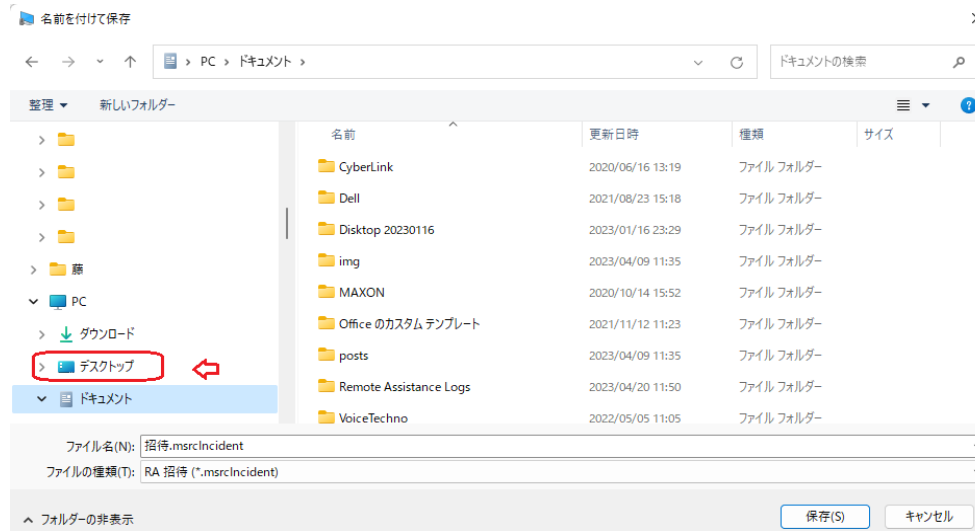 名前を付けて保存
PC › ドキュメント ›
ドキュメントの検索
整理 新しいフォルダー
名前 更新日時 種類 サイズ
CyberLink 2020/06/16 13:19 ファイル フォルダー
Dell 2021/08/23 15:18 ファイル フォルダー
Disktop 20230116 2023/01/16 23:29 ファイル フォルダー
img 2023/04/09 11:35 ファイル フォルダー
MAXON 2020/10/14 15:52 ファイル フォルダー
Office のカスタム テンプレート 2021/11/12 11:23 ファイル フォルダー
posts 2023/04/09 11:35 ファイル フォルダー
Remote Assistance Logs 2023/04/20 11:50 ファイル フォルダー
VoiceTechno 2022/05/05 11:05 ファイル フォルダー
藤
PC
ダウンロード
デスクトップ
ドキュメント
ファイル名(N): 招待.msrcIncident
ファイルの種類(T): RA 招待 (*.msrcIncident)
フォルダーの非表示 保存(S) キャンセル